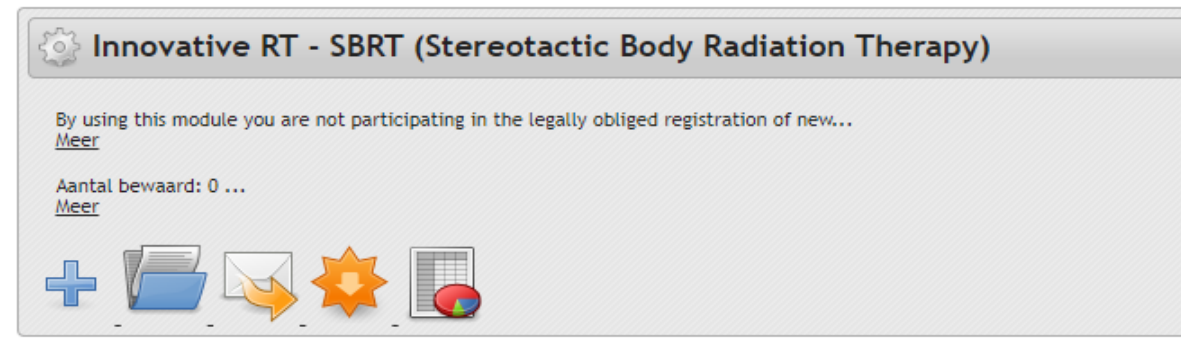 Innovative RT - SBRT (Stereotactic Body Radiation Therapy)
By using this module you are not participating in the legally obliged registration of new...
Meer
Aantal bewaard: 0 ...
Meer